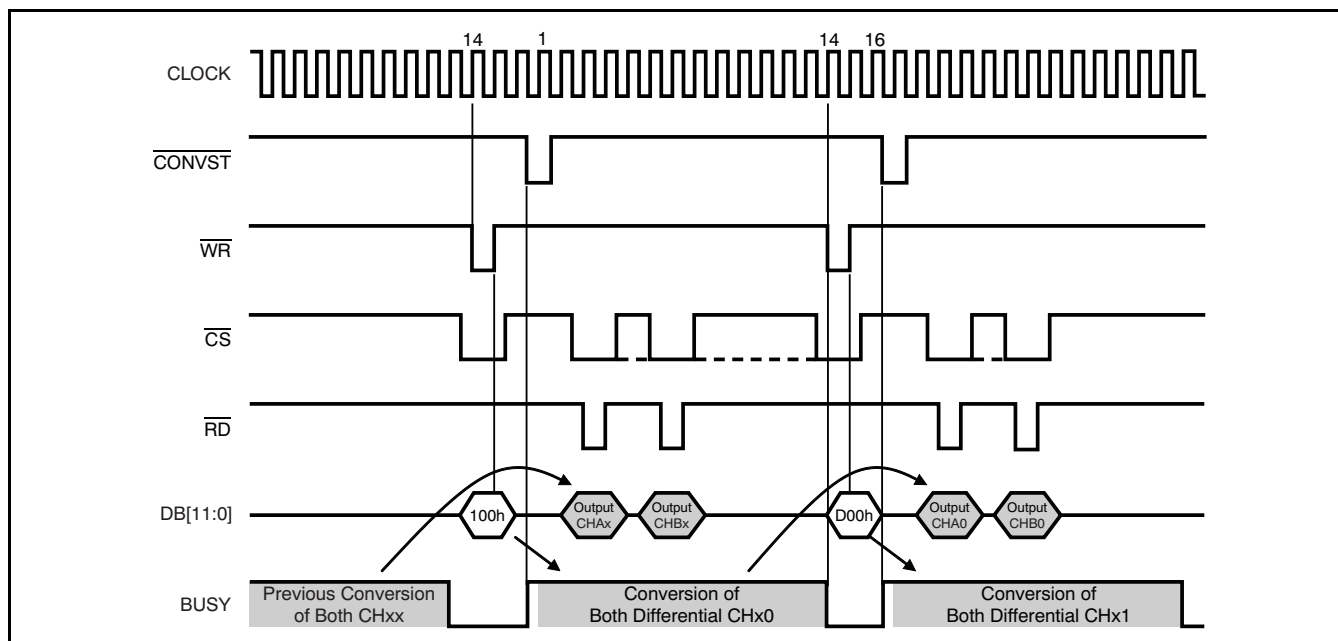 14 1 14 16
CLOCK
CONVST
WR
CS
RD
DB[11:0]
100h
Output
CHAx
Output
CHBx
D00h
Output
CHA0
Output
CHB0
BUSY
Previous Conversion
of Both CHxx
Conversion of
Both Differential CHx0
Conversion of
Both Differential CHx1